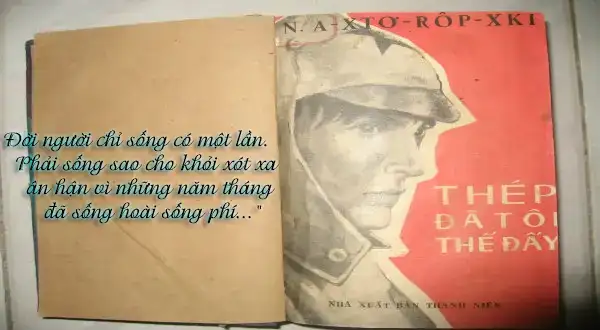 Đời người chỉ sống có một lần.
Phải sống sao cho khỏi xót xa
ân hận vì những năm tháng
đã sống hoài sống phí..."
N. A-XTƠ-RỐP-XKI
THÉP
ĐÃ TÔI
THẾ ĐẤY
NHÀ XUẤT BẢN THANH NIÊN